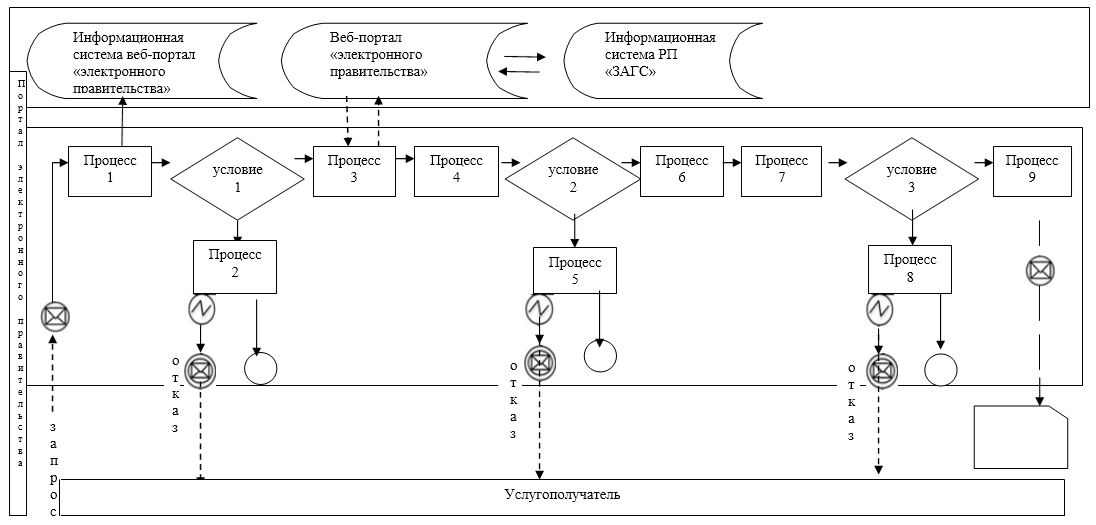 Информационная
система веб-портал
«электронного
правительства»
Веб-портал
«электронного
правительства»
Информационная
система РП
«ЗАГС»
Портал электронного правительства
Процесс
1
условие
1
Процесс
3
Процесс
4
условие
2
Процесс
6
Процесс
7
условие
3
Процесс
9
Процесс
2
Процесс
5
Процесс
8
отказ
отказ
отказ
запрос
Услугополучатель